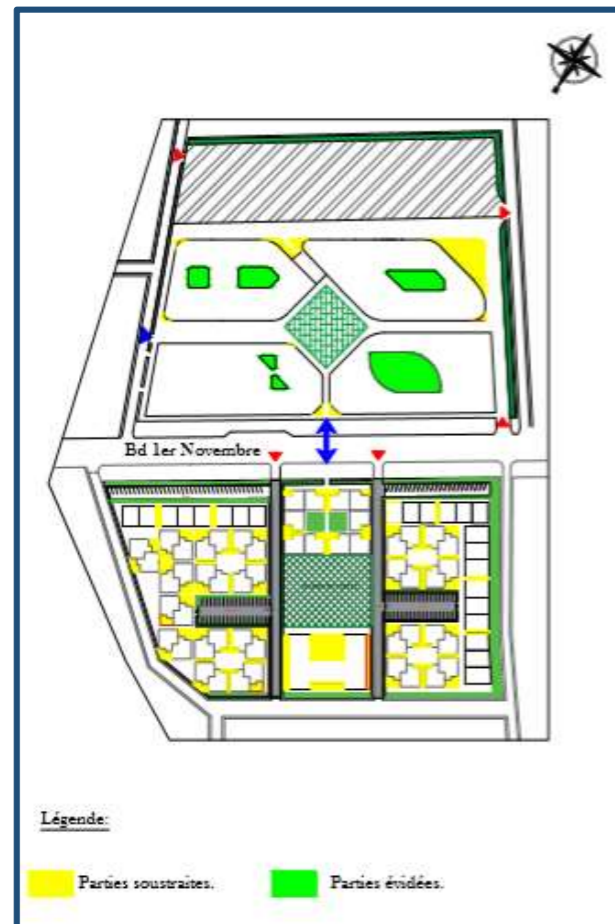 Bd 1er Novembre
Légende:
Parties soustraites.
Parties évidées.